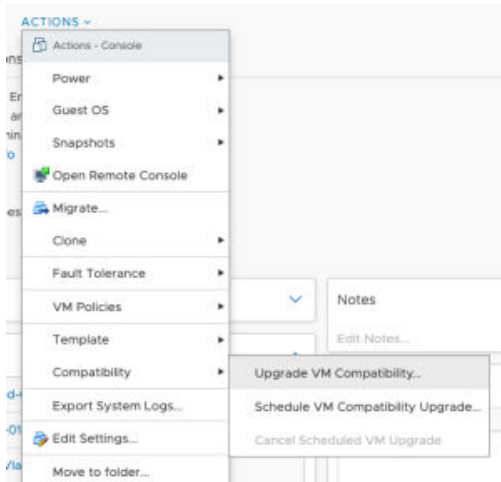 ACTIONS
Actions - Console
Power
Guest OS
Snapshots
Open Remote Console
Migrate...
Clone
Fault Tolerance
VM Policies
Notes
Template
Edit Notes...
Compatibility
Upgrade VM Compatibility...
Export System Logs...
Schedule VM Compatibility Upgrade...
Edit Settings...
Cancel Scheduled VM Upgrade
Move to folder...